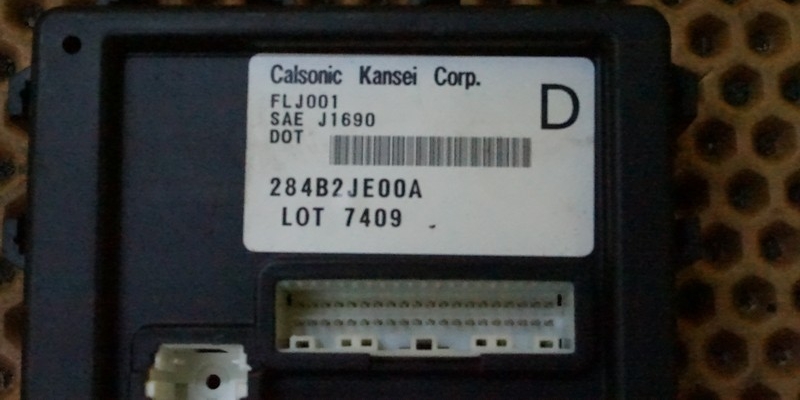 Calsonic Kansei Corp.
FLJ001
SAE J1690
DOT
D
284B2JE00A
LOT 7409